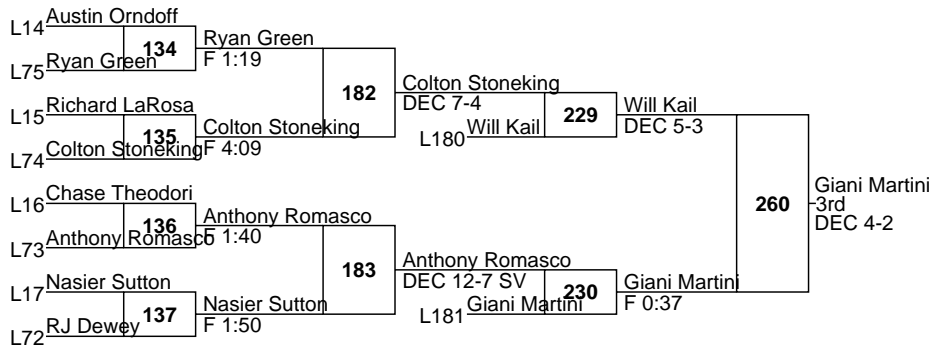 L14 Austin Orndoff
134
L75 Ryan Green
Ryan Green
F 1:19
182
L15 Richard LaRosa
135
L74 Colton Stoneking
Colton Stoneking
F 4:09
Colton Stoneking
DEC 7-4
229
L180 Will Kail
Will Kail
DEC 5-3
L16 Chase Theodori
136
L73 Anthony Romasco
Anthony Romasco
F 1:40
183
L17 Nasier Sutton
137
L72 RJ Dewey
Nasier Sutton
F 1:50
Anthony Romasco
DEC 12-7 SV
230
L181 Giani Martini
Giani Martini
F 0:37
260
Giani Martini
3rd
DEC 4-2